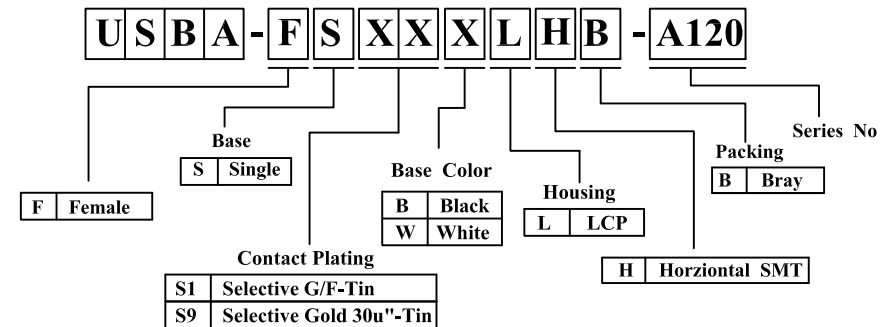 USBA-FSXXXLHB-A120
Series No
Base
S Single
Packing
B Bray
Base Color
B Black
W White
Housing
L LCP
F Female
Contact Plating
S1 Selective G/F-Tin
S9 Selective Gold 30u"-Tin
H Horziontal SMT